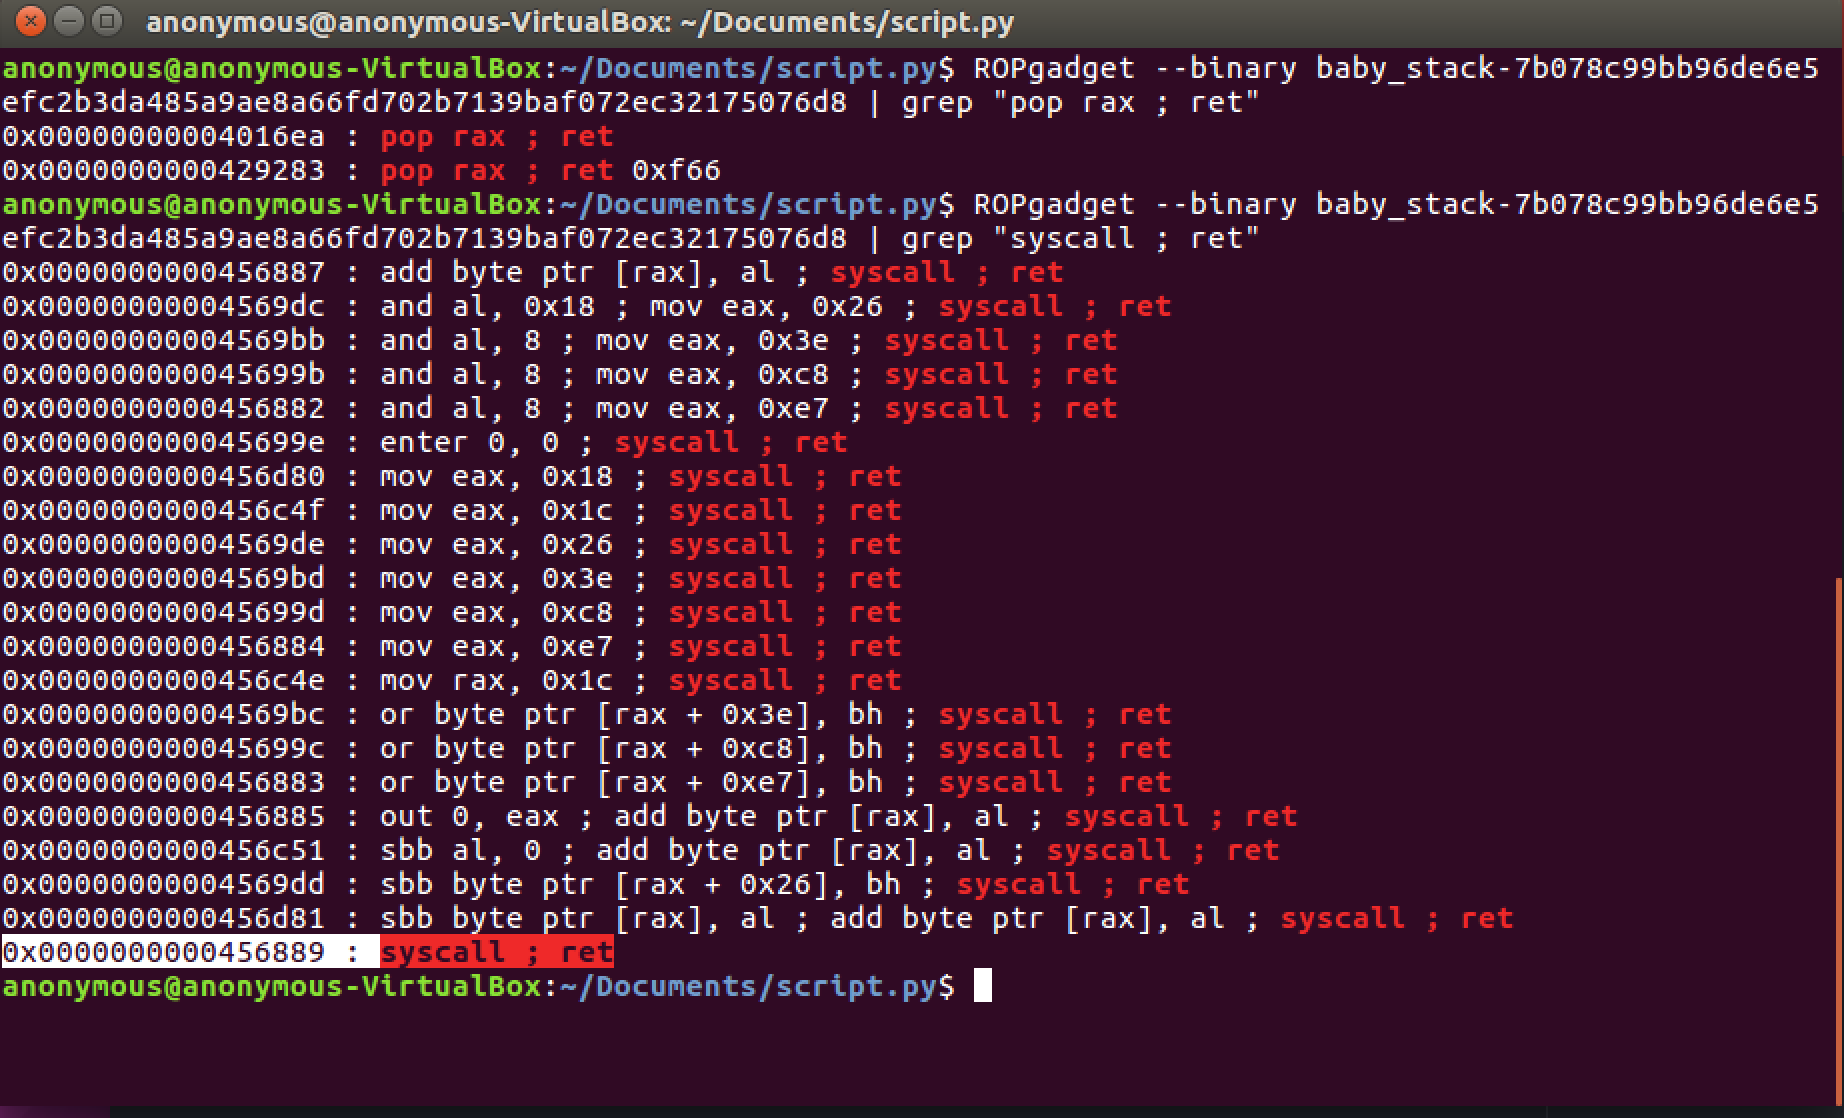 anonymous@anonymous-VirtualBox: ~/Documents/script.py
anonymous@anonymous-VirtualBox:~/Documents/script.py$ ROPgadget --binary baby_stack-7b078c99bb96de6e5
efc2b3da485a9ae8a66fd702b7139baf072ec32175076d8 | grep "pop rax ; ret"
0x00000000004016ea : pop rax ; ret
0x0000000000429283 : pop rax ; ret 0xf66
anonymous@anonymous-VirtualBox:~/Documents/script.py$ ROPgadget --binary baby_stack-7b078c99bb96de6e5
efc2b3da485a9ae8a66fd702b7139baf072ec32175076d8 | grep "syscall ; ret"
0x0000000000456887 : add byte ptr [rax], al ; syscall ; ret
0x00000000004569dc : and al, 0x18 ; mov eax, 0x26 ; syscall ; ret
0x00000000004569bb : and al, 8 ; mov eax, 0x3e ; syscall ; ret
0x000000000045699b : and al, 8 ; mov eax, 0xc8 ; syscall ; ret
0x0000000000456882 : and al, 8 ; mov eax, 0xe7 ; syscall ; ret
0x000000000045699e : enter 0, 0 ; syscall ; ret
0x0000000000456d80 : mov eax, 0x18 ; syscall ; ret
0x0000000000456c4f : mov eax, 0x1c ; syscall ; ret
0x00000000004569de : mov eax, 0x26 ; syscall ; ret
0x00000000004569bd : mov eax, 0x3e ; syscall ; ret
0x000000000045699d : mov eax, 0xc8 ; syscall ; ret
0x0000000000456884 : mov eax, 0xe7 ; syscall ; ret
0x0000000000456c4e : mov rax, 0x1c ; syscall ; ret
0x00000000004569bc : or byte ptr [rax + 0x3e], bh ; syscall ; ret
0x000000000045699c : or byte ptr [rax + 0xc8], bh ; syscall ; ret
0x0000000000456883 : or byte ptr [rax + 0xe7], bh ; syscall ; ret
0x0000000000456885 : out 0, eax ; add byte ptr [rax], al ; syscall ; ret
0x0000000000456c51 : sbb al, 0 ; add byte ptr [rax], al ; syscall ; ret
0x00000000004569dd : sbb byte ptr [rax + 0x26], bh ; syscall ; ret
0x0000000000456d81 : sbb byte ptr [rax], al ; add byte ptr [rax], al ; syscall ; ret
0x0000000000456889 : syscall ; ret
anonymous@anonymous-VirtualBox:~/Documents/script.py$